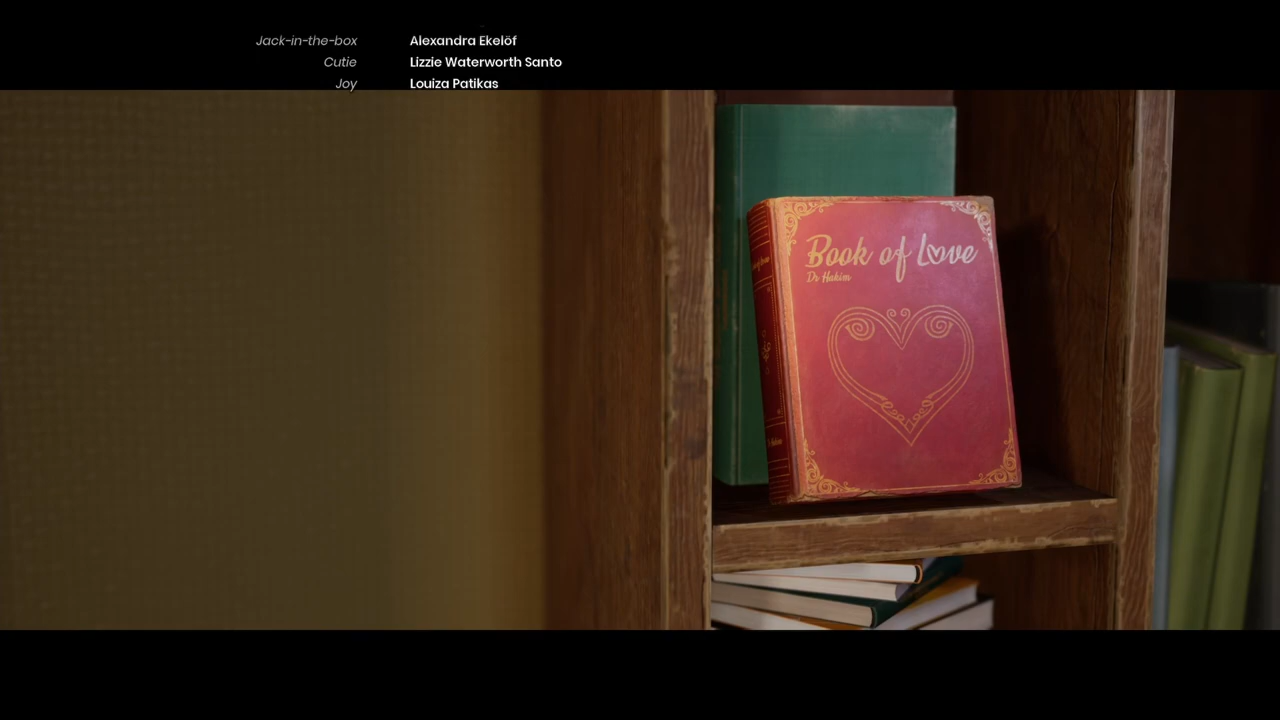 Jack-in-the-box Alexandra Ekelöf
Cutie Lizzie Waterworth Santo
Joy Louiza Patikas
Book of Love
Dr Hakim